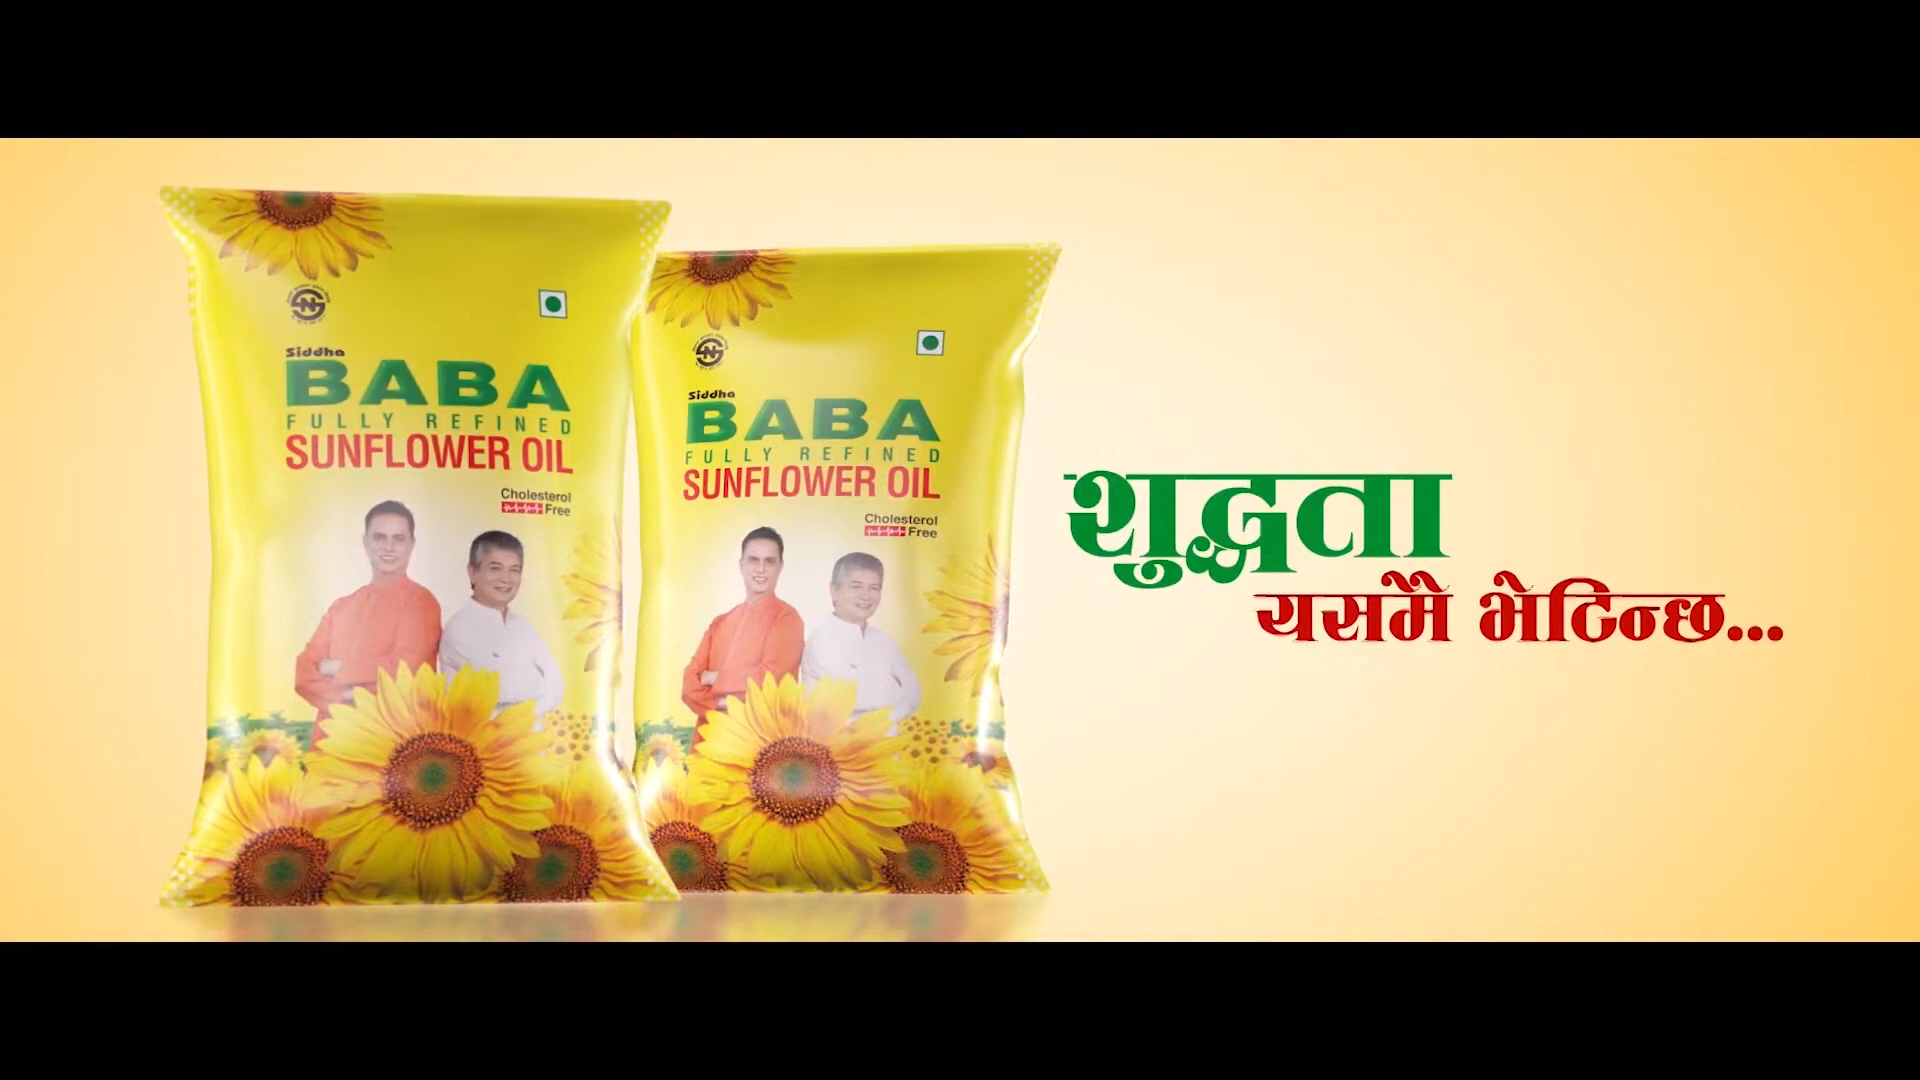 Siddha
BABA
FULLY REFINED
SUNFLOWER OIL
Cholesterol
Free
Siddha
BABA
FULLY REFINED
SUNFLOWER OIL
Cholesterol
Free
शुद्धता
यसमै भेटिन्छ...